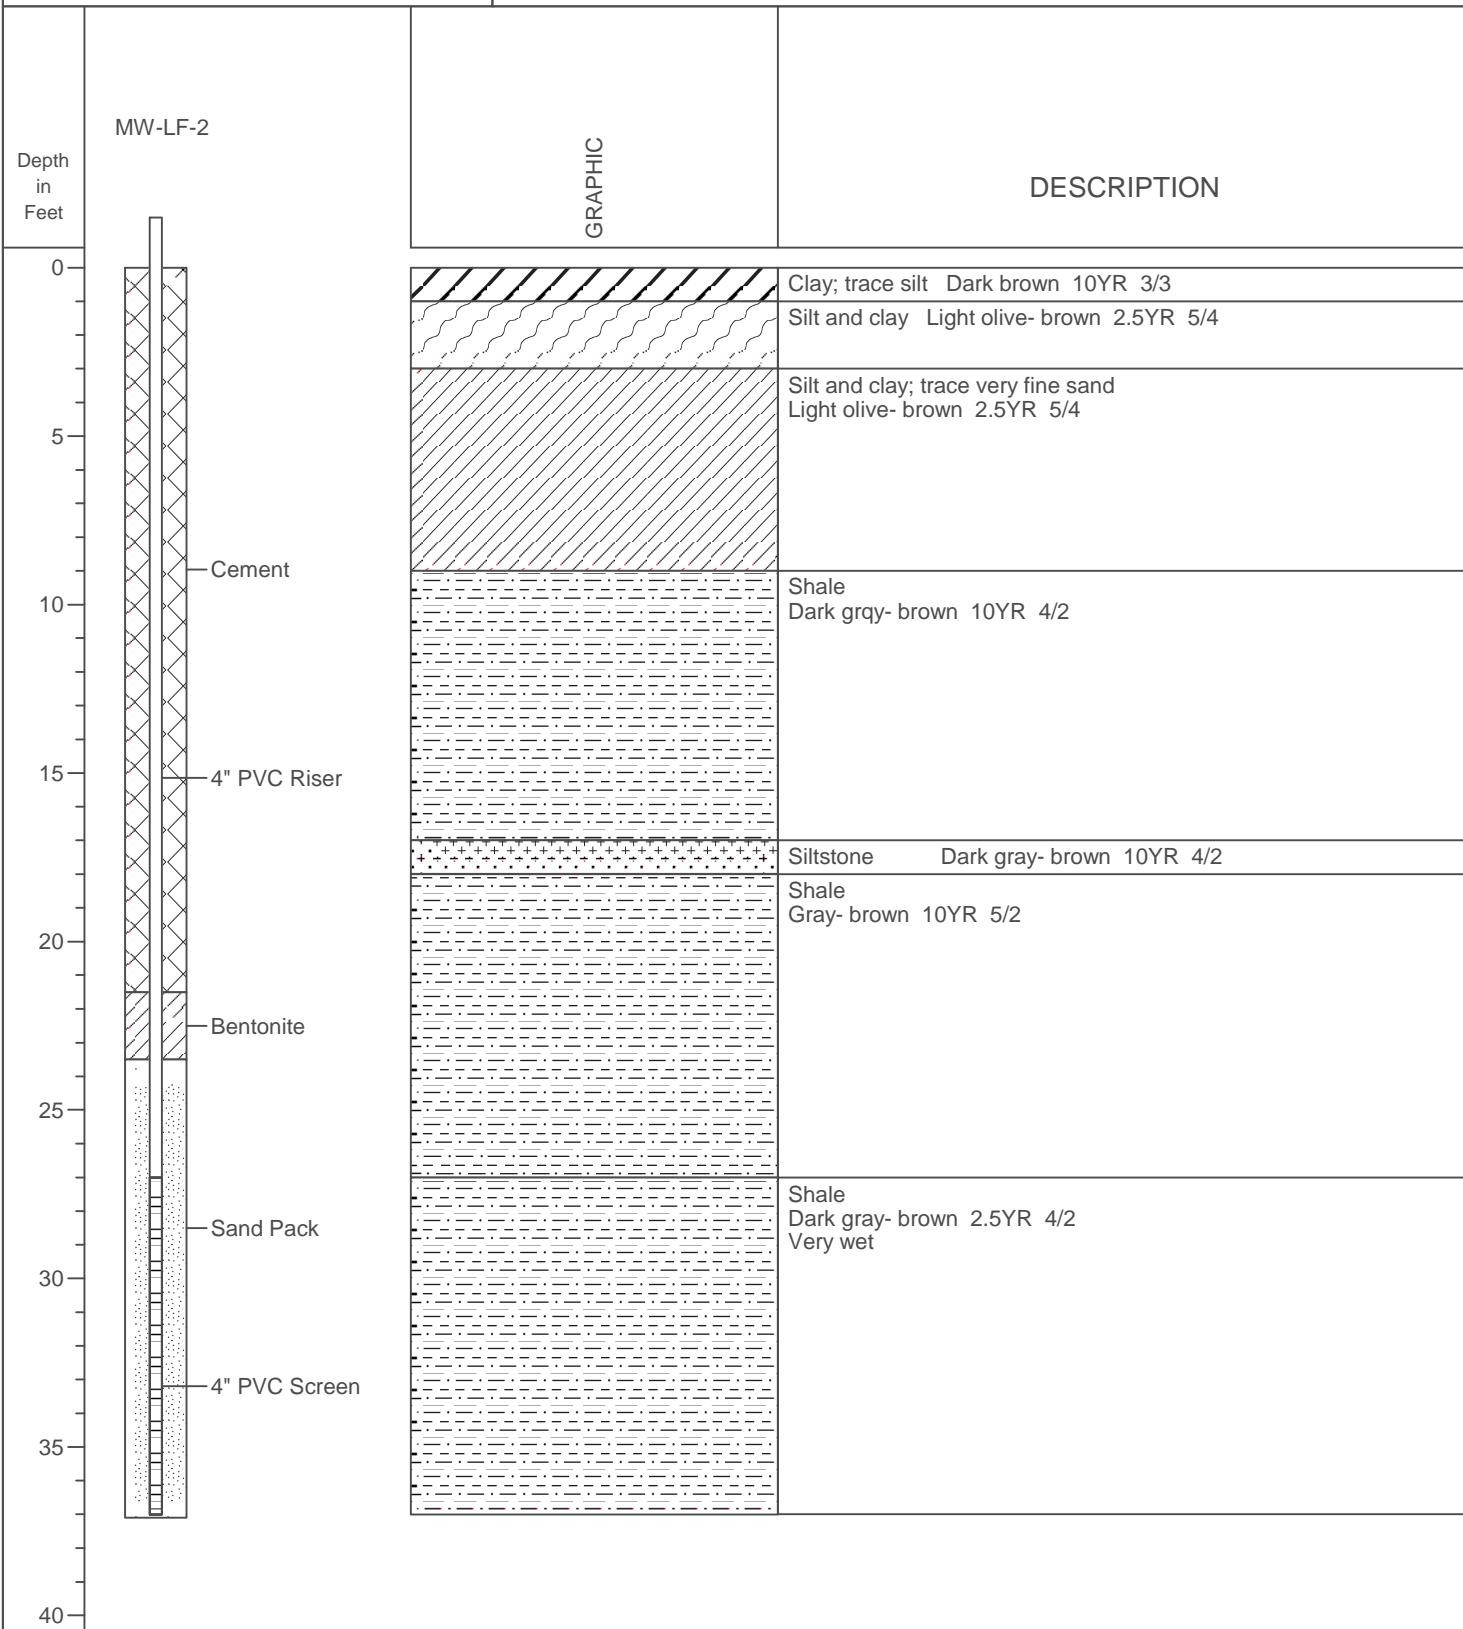 MW-LF-2
Depth
in
Feet
GRAPHIC
DESCRIPTION
0
Clay; trace silt Dark brown 10YR 3/3
Silt and clay Light olive- brown 2.5YR 5/4
Silt and clay; trace very fine sand
Light olive- brown 2.5YR 5/4
5
Cement
Shale
Dark grqy- brown 10YR 4/2
10
15
4" PVC Riser
Siltstone Dark gray- brown 10YR 4/2
Shale
Gray- brown 10YR 5/2
20
Bentonite
25
Shale
Dark gray- brown 2.5YR 4/2
Very wet
Sand Pack
30
4" PVC Screen
35
40